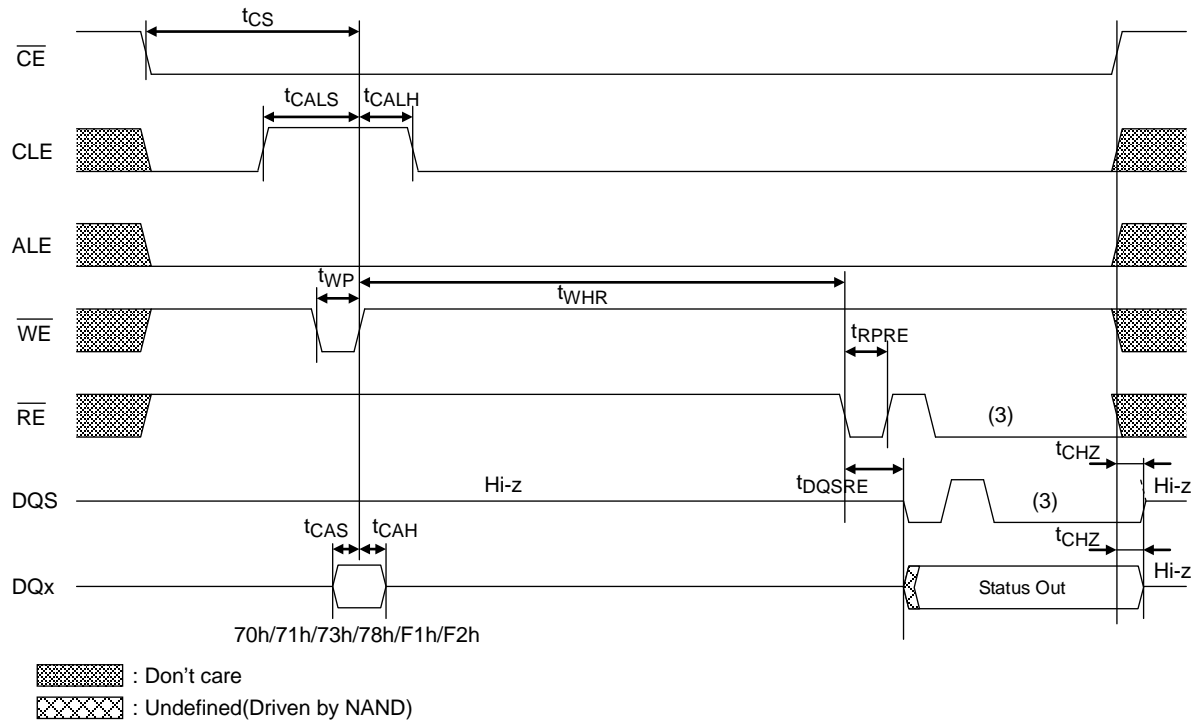 tCS
CE
tCALS
tCALH
CLE
ALE
tWP
tWHR
WE
tRPRE
RE
(3)
tCHZ
tDQSRE
Hi-z
Hi-z
DQS
(3)
tCAS
tCAH
tCHZ
Hi-z
DQx
Status Out
70h/71h/73h/78h/F1h/F2h
: Don't care
: Undefined(Driven by NAND)